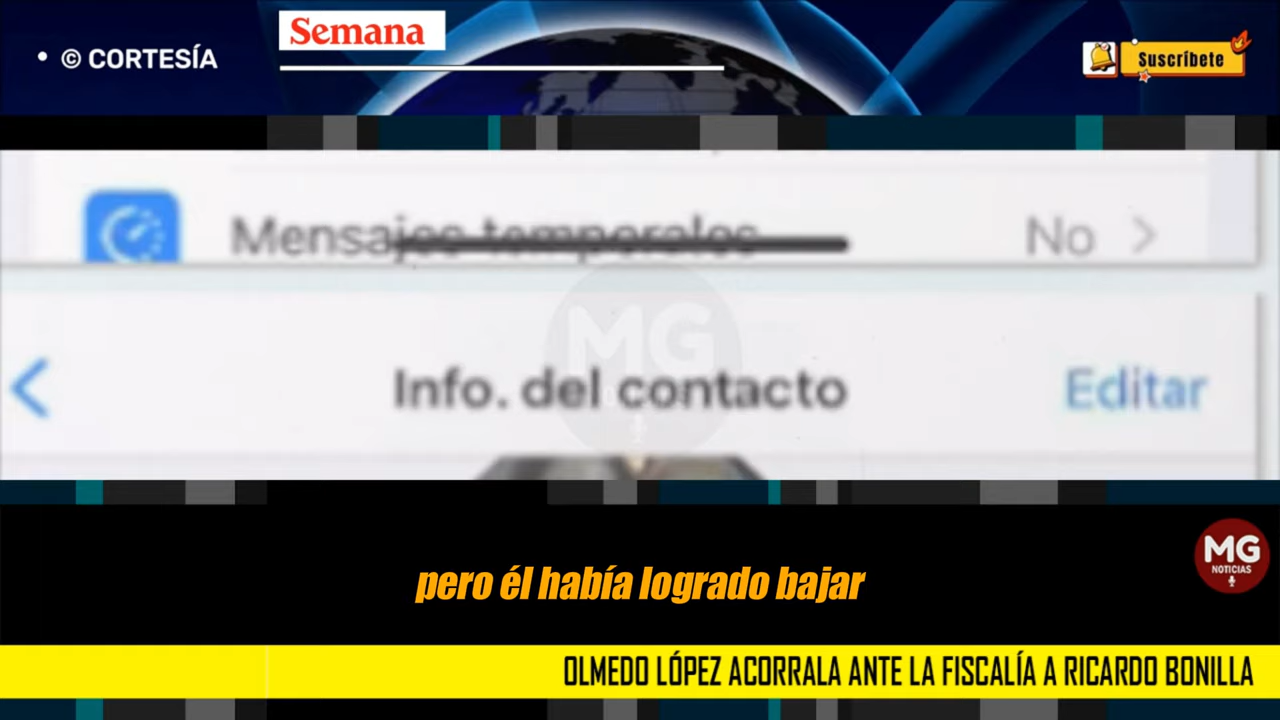 • © CORTESÍA
Semana
Suscríbete
Mensajes temporales No
MG
Info. del contacto
Editar
pero él había logrado bajar
MG
NOTICIAS
OLMEDO LÓPEZ ACORRALA ANTE LA FISCALÍA A RICARDO BONILLA